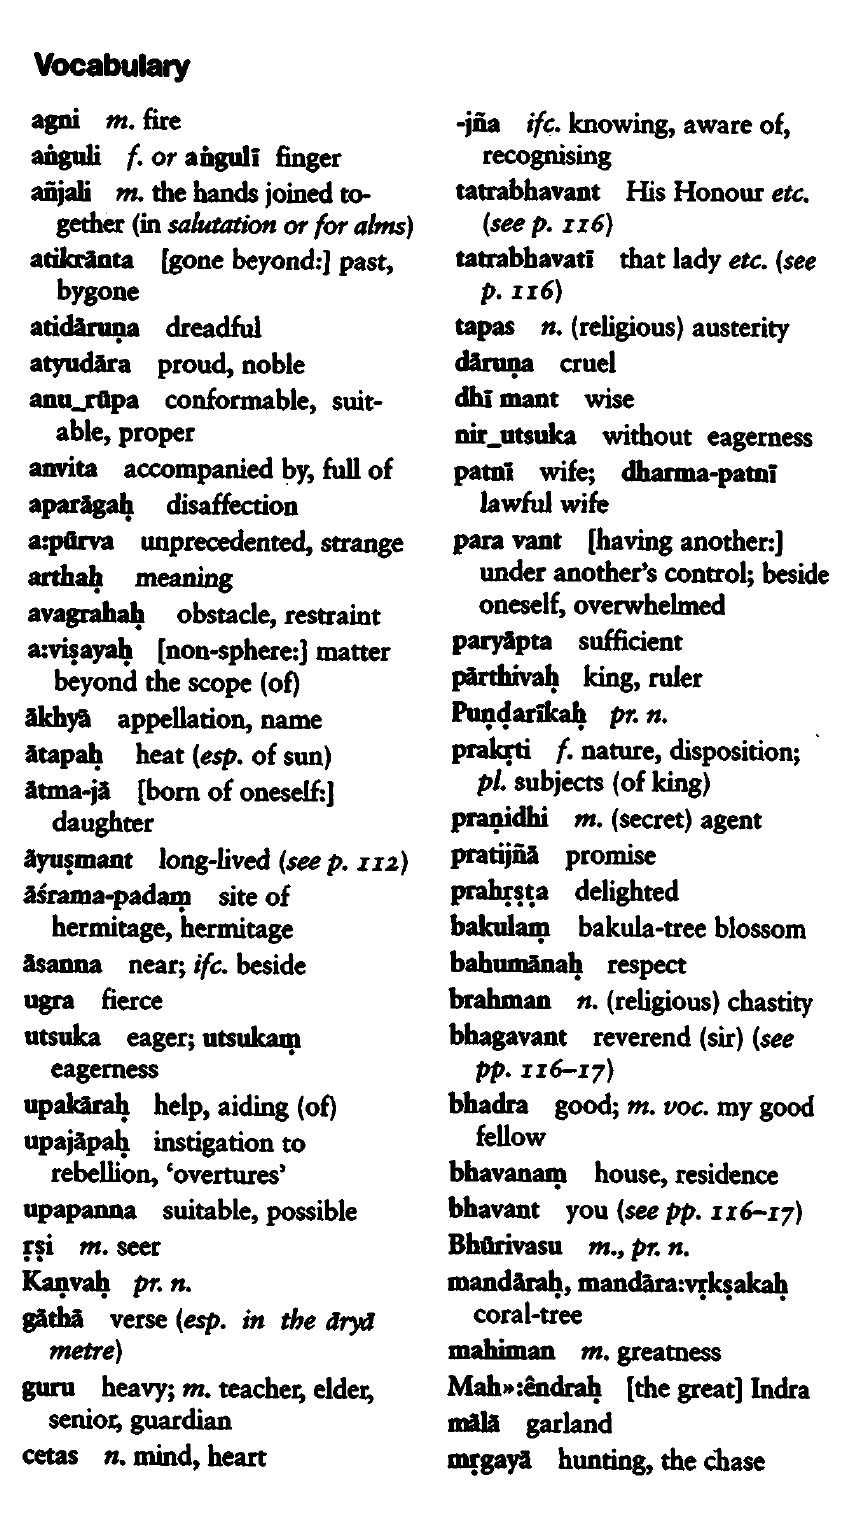 Vocabulary
agni m. fire
aṅguli f. or aṅgulī finger
añjali m. the hands joined to-
gether (in salutation or for alms)
atikrānta [gone beyond:] past,
bygone
atidāruṇa dreadful
atyudāra proud, noble
anu_rūpa conformable, suit-
able, proper
anvita accompanied by, full of
aparāgaḥ disaffection
a:pūrva unprecedented, strange
arthaḥ meaning
avagrahaḥ obstacle, restraint
a:viṣayaḥ [non-sphere:] matter
beyond the scope (of)
ākhyā appellation, name
ātapaḥ heat (esp. of sun)
ātma-jā [born of oneself:]
daughter
āyuṣmant long-lived (see p. 112)
āśrama-padaṃ site of
hermitage, hermitage
āsanna near; ifc. beside
ugra fierce
utsuka eager; utsukaṃ
eagerness
upakāraḥ help, aiding (of)
upajāpaḥ instigation to
rebellion, ‘overtures’
upapanna suitable, possible
ṛṣi m. seer
Kaṇvaḥ pr. n.
gāthā verse (esp. in the āryā
metre)
guru heavy; m. teacher, elder,
senior, guardian
cetas n. mind, heart
-jña ifc. knowing, aware of,
recognising
tatrabhavant His Honour etc.
(see p. 116)
tatrabhavatī that lady etc. (see
p. 116)
tapas n. (religious) austerity
dāruṇa cruel
dhī mant wise
nir_utsuka without eagerness
patnī wife; dharma-patnī
lawful wife
para vant [having another:]
under another’s control; beside
oneself, overwhelmed
paryāpta sufficient
pārthivaḥ king, ruler
Puṇḍarīkaḥ pr. n.
prakṛti f. nature, disposition;
pl. subjects (of king)
praṇidhi m. (secret) agent
pratijñā promise
prahṛṣṭa delighted
bakulaṃ bakula-tree blossom
bahumānaḥ respect
brahman n. (religious) chastity
bhagavant reverend (sir) (see
pp. 116–17)
bhadra good; m. voc. my good
fellow
bhavanaṃ house, residence
bhavant you (see pp. 116–17)
Bhūrivasu m., pr. n.
mandāraḥ, mandāra:vṛkṣakaḥ
coral-tree
mahiman m. greatness
Mah»:êndraḥ [the great] Indra
mālā garland
mṛgayā hunting, the chase